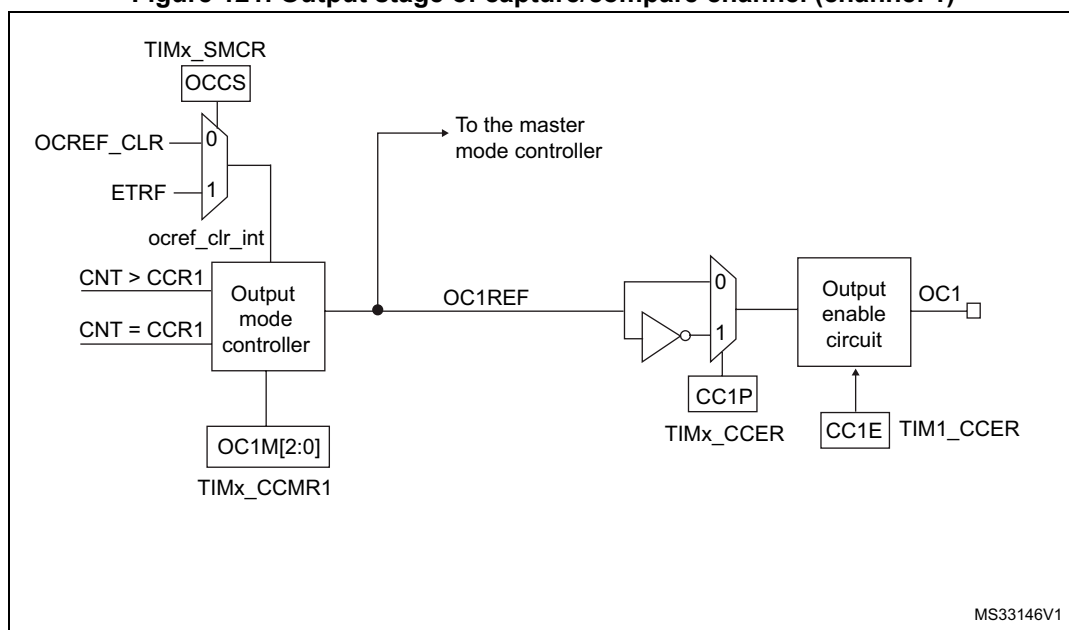 TIMx_SMCR
OCCS
OCREF_CLR
0
ETRF
1
ocref_clr_int
To the master
mode controller
CNT > CCR1
CNT = CCR1
Output
mode
controller
OC1REF
0
1
Output
enable
circuit
OC1
CC1P
TIMx_CCER
CC1E
TIM1_CCER
OC1M[2:0]
TIMx_CCMR1
MS33146V1